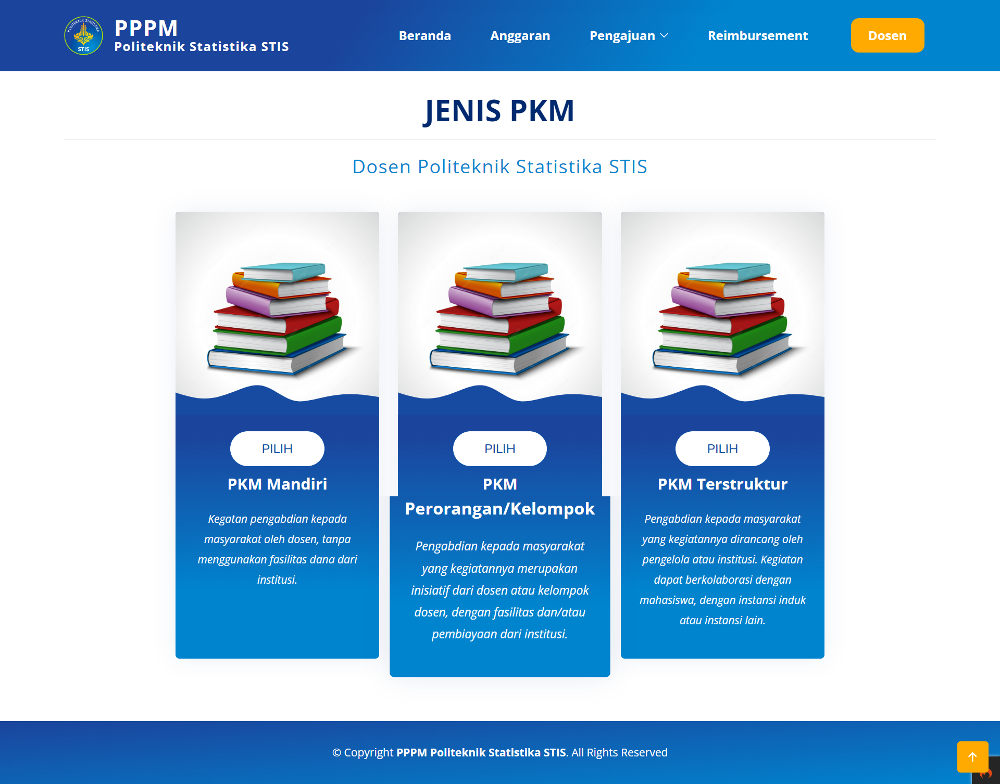 POLITEKNIK STATISTIKA
STIS
PPPM
Politeknik Statistika STIS
Beranda
Anggaran
Pengajuan
Reimbursement
Dosen
JENIS PKM
Dosen Politeknik Statistika STIS
PILIH
PKM Mandiri
Kegatan pengabdian kepada
masyarakat oleh dosen, tanpa
menggunakan fasilitas dana dari
institusi.
PILIH
PKM
Perorangan/Kelompok
Pengabdian kepada masyarakat
yang kegiatannya merupakan
inisiatif dari dosen atau kelompok
dosen, dengan fasilitas dan/atau
pembiayaan dari institusi.
PILIH
PKM Terstruktur
Pengabdian kepada masyarakat
yang kegiatannya dirancang oleh
pengelola atau institusi. Kegiatan
dapat berkolaborasi dengan
mahasiswa, dengan instansi induk
atau instansi lain.
© Copyright PPPM Politeknik Statistika STIS. All Rights Reserved